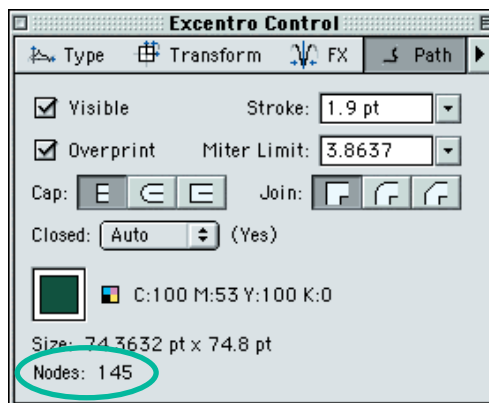 Excentro Control
Type Transform FX Path
Visible Stroke: 1.9 pt
Overprint Miter Limit: 3.8637
Cap: Join:
Closed: Auto (Yes)
C:100 M:53 Y:100 K:0
Size: 74.3632 pt x 74.8 pt
Nodes: 145